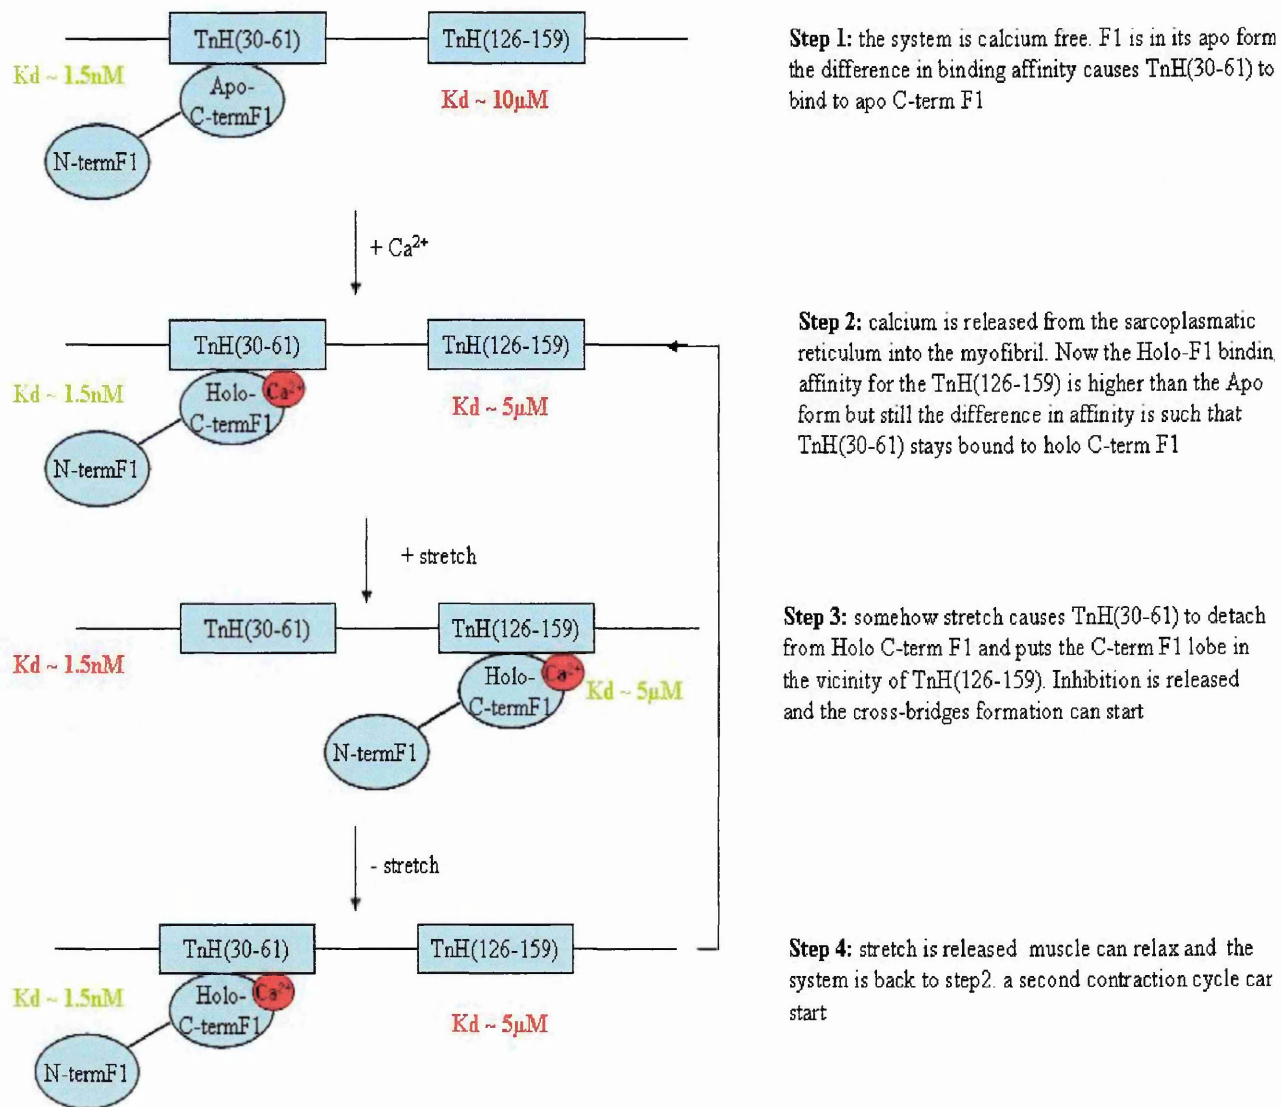 TnH(30-61)
TnH(126-159)
Kd ~ 1.5nM
Apo-
C-termF1
Kd ~ 10μM
N-termF1
Step 1: the system is calcium free. F1 is in its apo form
the difference in binding affinity causes TnH(30-61) to
bind to apo C-term F1
+ Ca²⁺
TnH(30-61)
TnH(126-159)
Kd ~ 1.5nM
Holo-
C-termF1
Ca²⁺
Kd ~ 5μM
N-termF1
Step 2: calcium is released from the sarcoplasmatic
reticulum into the myofibril. Now the Holo-F1 bindin
affinity for the TnH(126-159) is higher than the Apo
form but still the difference in affinity is such that
TnH(30-61) stays bound to holo C-term F1
+ stretch
TnH(30-61)
TnH(126-159)
Kd ~ 1.5nM
Holo-
C-termF1
Ca²⁺
Kd ~ 5μM
N-termF1
Step 3: somehow stretch causes TnH(30-61) to detach
from Holo C-term F1 and puts the C-term F1 lobe in
the vicinity of TnH(126-159). Inhibition is released
and the cross-bridges formation can start
- stretch
TnH(30-61)
TnH(126-159)
Kd ~ 1.5nM
Holo-
C-termF1
Ca²⁺
Kd ~ 5μM
N-termF1
Step 4: stretch is released muscle can relax and the
system is back to step2. a second contraction cycle car
start